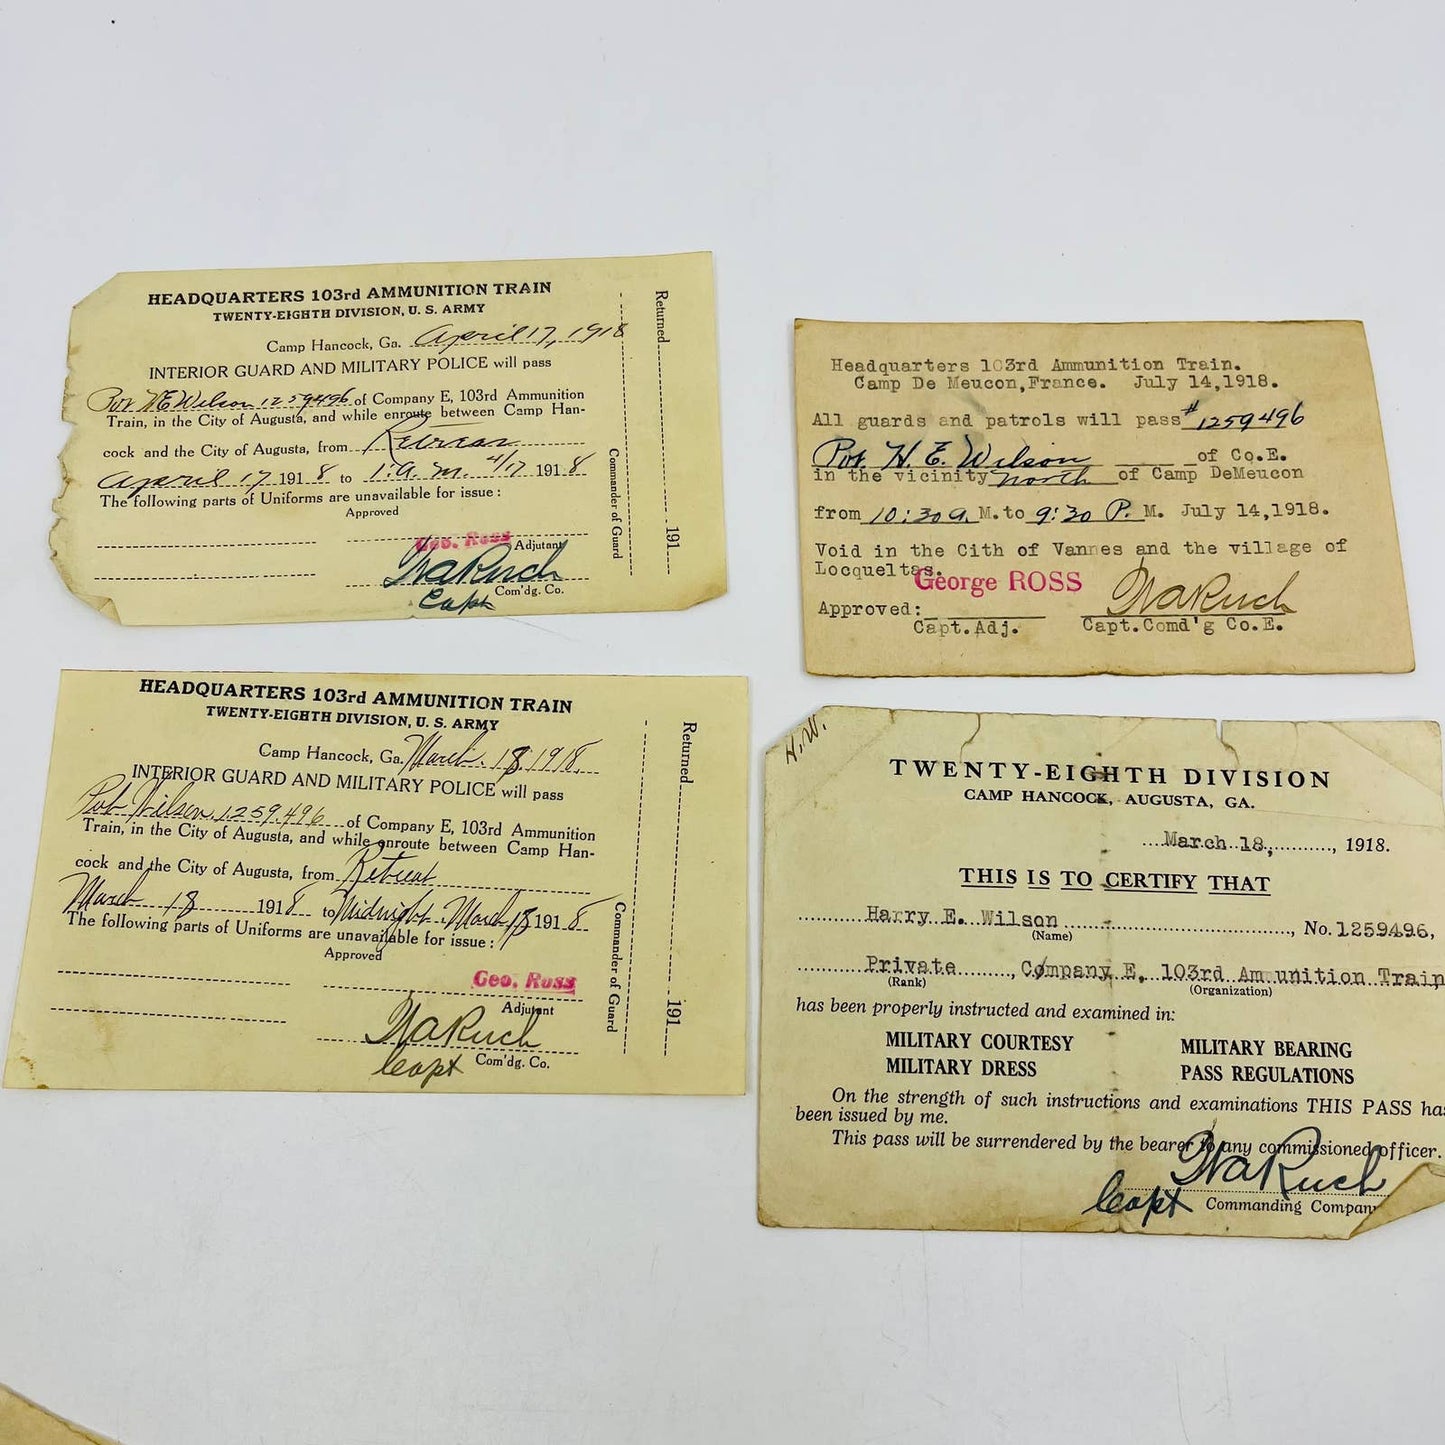 HEADQUARTERS 103rd AMMUNITION TRAIN
TWENTY-EIGHTH DIVISION, U. S. ARMY
Camp Hancock, Ga. April 17, 1918
INTERIOR GUARD AND MILITARY POLICE will pass
Pvt H E Wilson 1259496 of Company E, 103rd Ammunition
Train, in the City of Augusta, and while enroute between Camp Han-
cock and the City of Augusta, from
April 17 1918 to 1. a. m. 4/17 1918
The following parts of Uniforms are unavailable for issue:
Approved
Geo. Ross Adjutant
Capt Com'dg. Co.
Commander of Guard
Returned 191
Headquarters 103rd Ammunition Train.
Camp De Meucon,France. July 14,1918.
All guards and patrols will pass # 1259496
Pvt. H. E. Wilson of Co.E.
in the vicinity north of Camp DeMeucon
from 10:30 a. M. to 9:30 P. M. July 14,1918.
Void in the Cith of Vannes and the village of
Locqueltas.
George ROSS
Approved:
Capt.Adj. Capt.Comd'g Co.E.
HEADQUARTERS 103rd AMMUNITION TRAIN
TWENTY-EIGHTH DIVISION, U. S. ARMY
Camp Hancock, Ga. March 18, 1918
INTERIOR GUARD AND MILITARY POLICE will pass
Pvt Wilson, 1259496 of Company E, 103rd Ammunition
Train, in the City of Augusta, and while enroute between Camp Han-
cock and the City of Augusta, from Retreat
March 18 1918 to Midnight March 18 1918
The following parts of Uniforms are unavailable for issue:
Approved
Geo. Ross
Adjutant
Capt Com'dg. Co.
Commander of Guard
Returned 191
H.W.
TWENTY-EIGHTH DIVISION
CAMP HANCOCK, AUGUSTA, GA.
March 18, 1918.
THIS IS TO CERTIFY THAT
Harry E. Wilson, No. 1259496,
(Name)
Private, Company E, 103rd Am unition Train
(Rank) (Organization)
has been properly instructed and examined in:
MILITARY COURTESY MILITARY BEARING
MILITARY DRESS PASS REGULATIONS
On the strength of such instructions and examinations THIS PASS has
been issued by me.
This pass will be surrendered by the bearer to any commissioned officer.
Capt Commanding Company